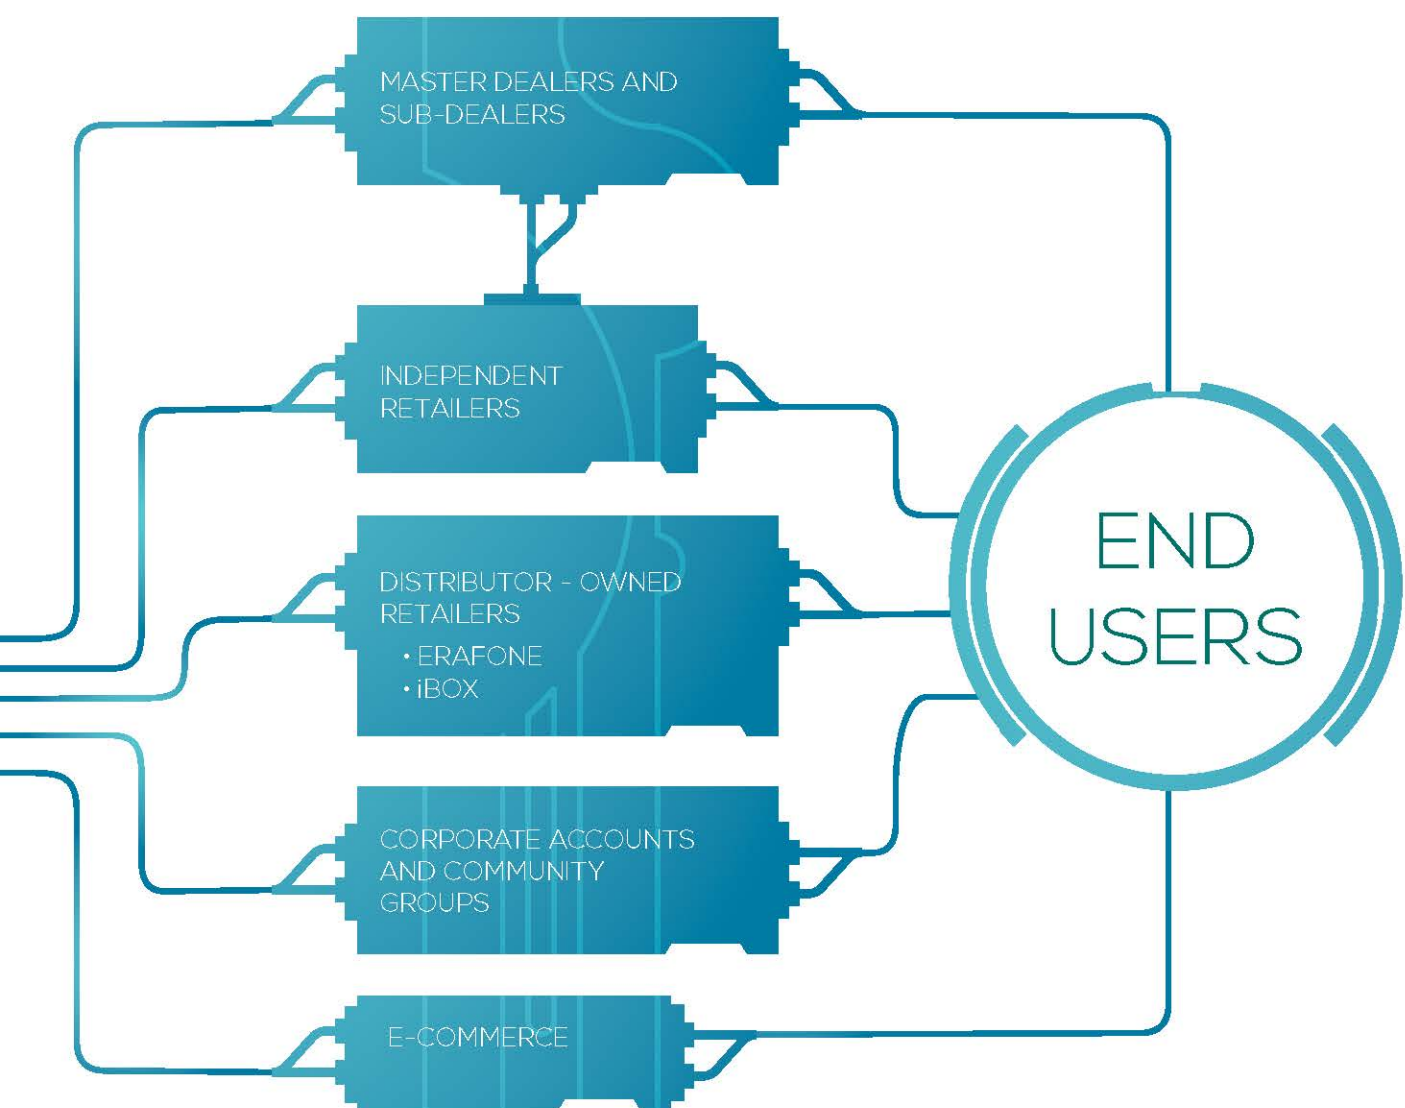 MASTER DEALERS AND
SUB-DEALERS
INDEPENDENT
RETAILERS
DISTRIBUTOR - OWNED
RETAILERS
• ERAFONE
• iBOX
CORPORATE ACCOUNTS
AND COMMUNITY
GROUPS
E-COMMERCE
END
USERS